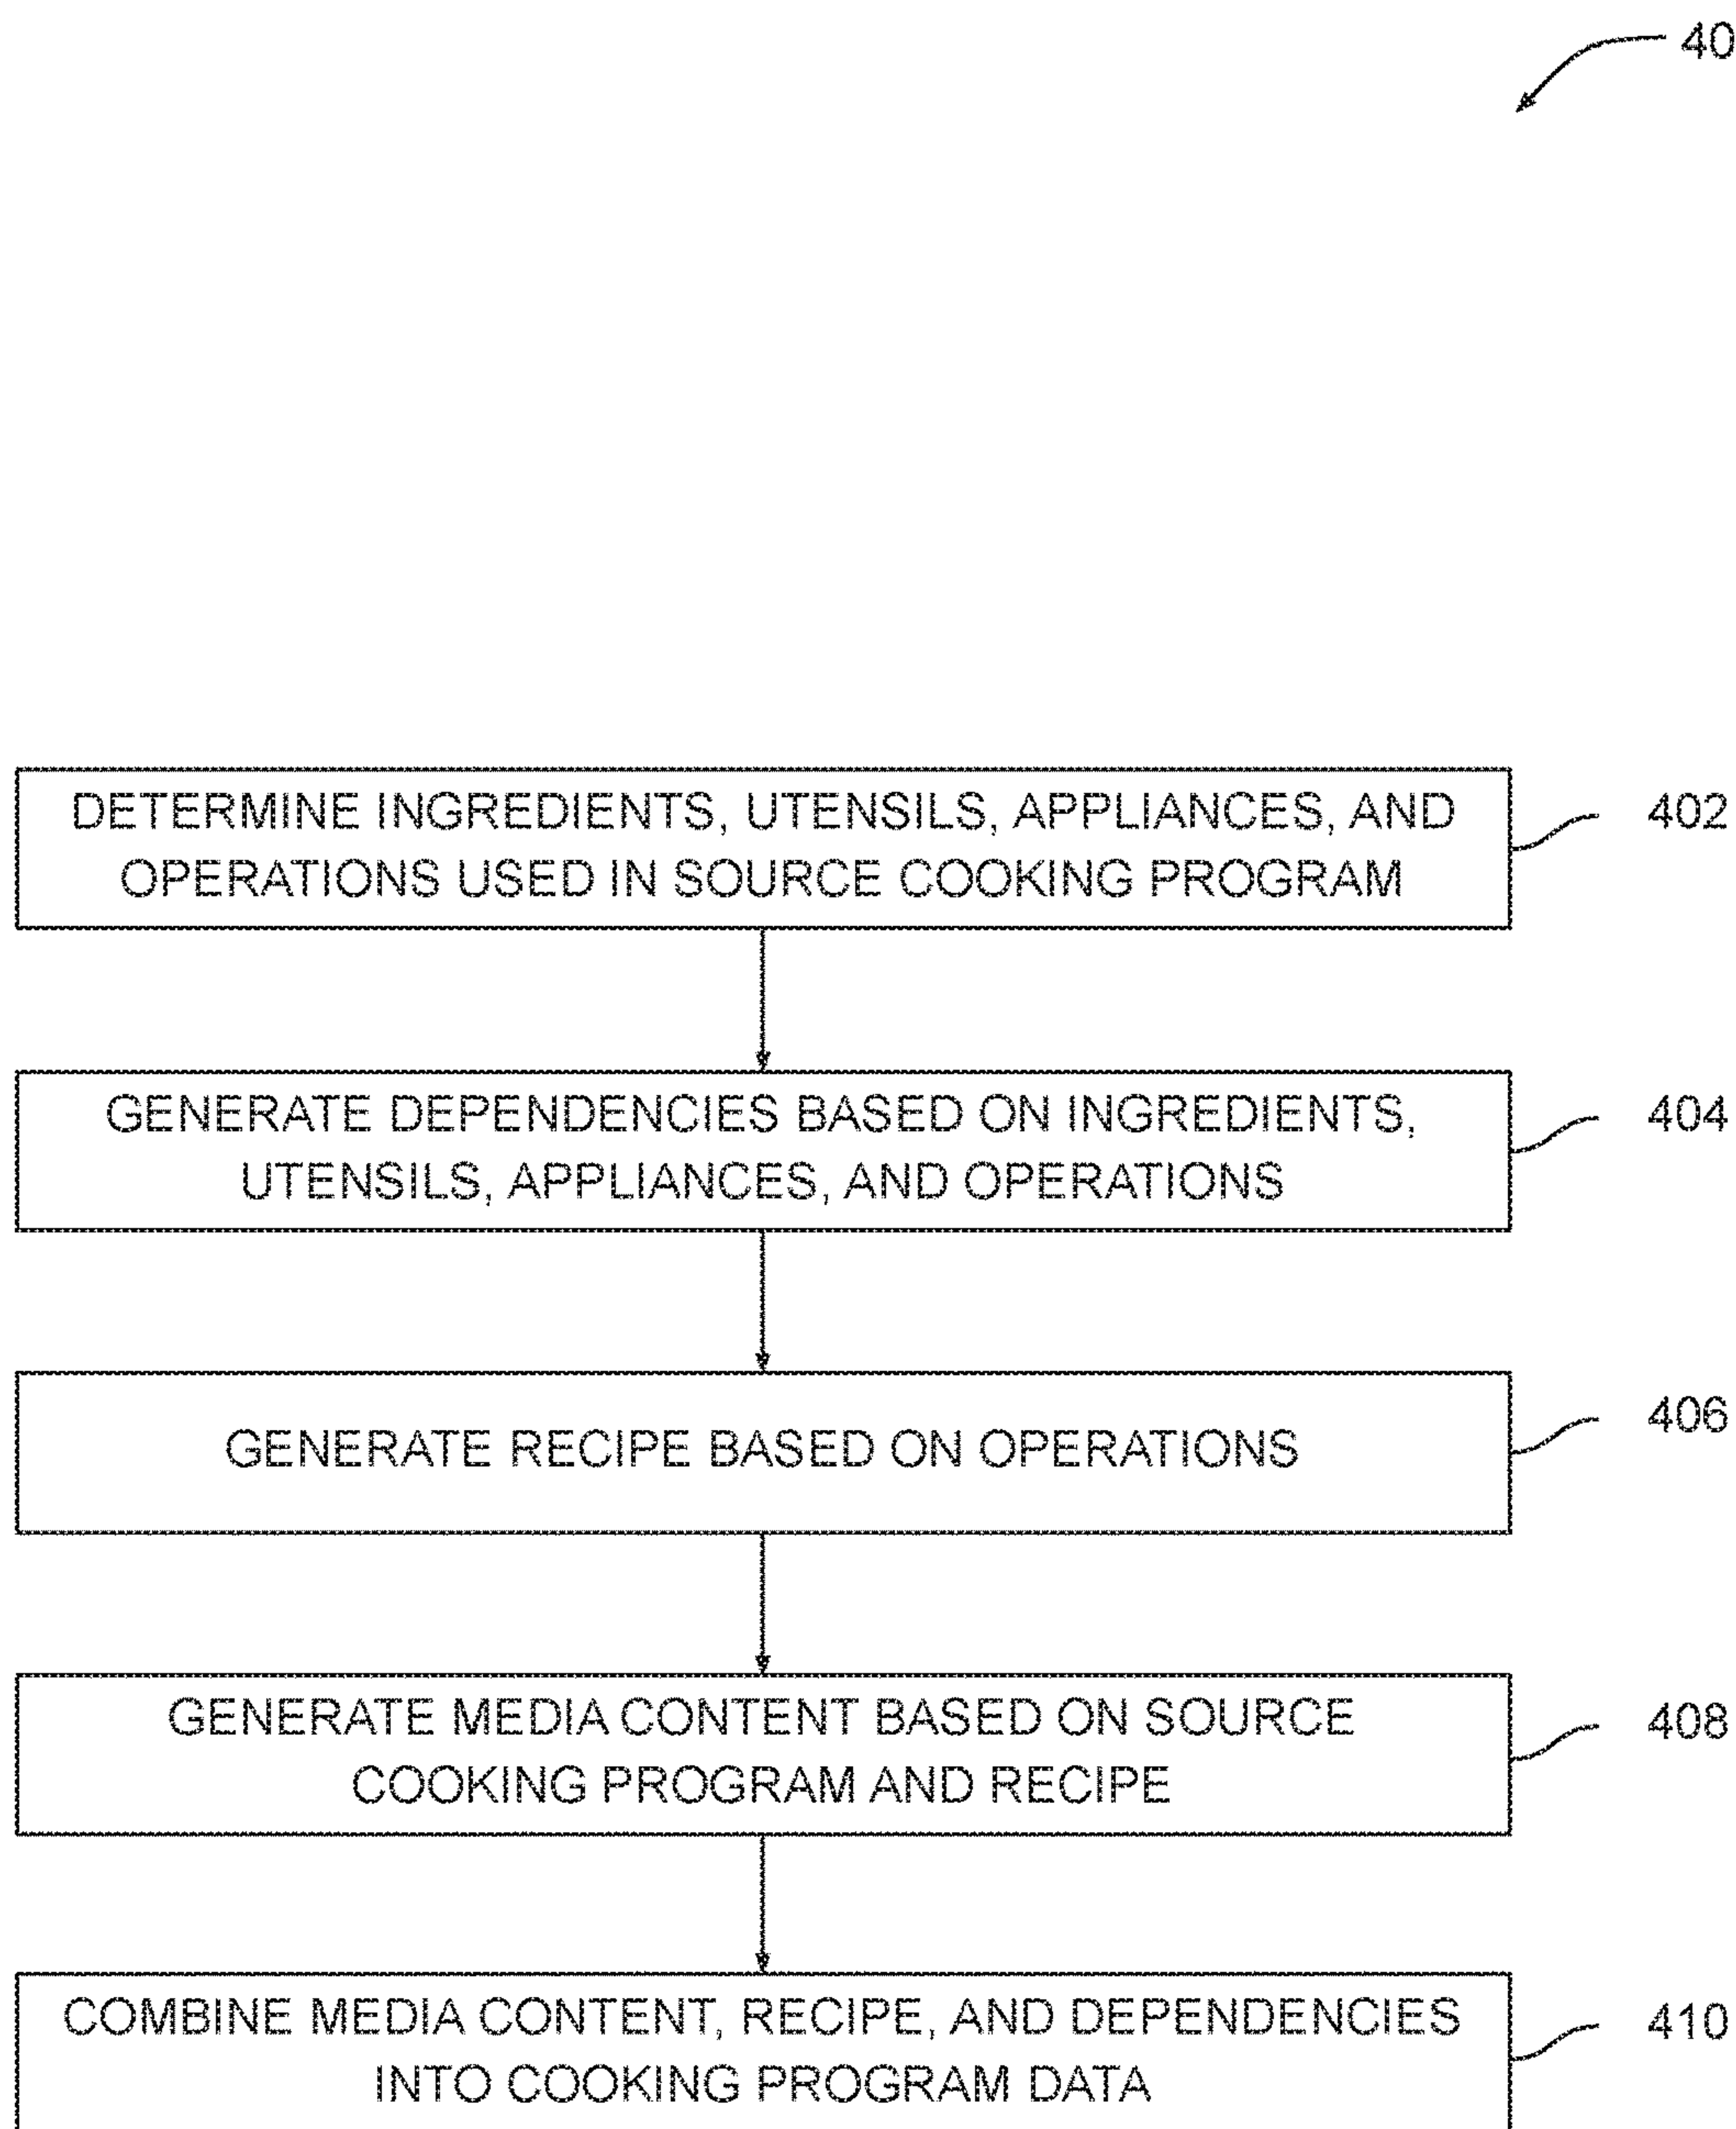 40
DETERMINE INGREDIENTS, UTENSILS, APPLIANCES, AND
OPERATIONS USED IN SOURCE COOKING PROGRAM
402
GENERATE DEPENDENCIES BASED ON INGREDIENTS,
UTENSILS, APPLIANCES, AND OPERATIONS
404
GENERATE RECIPE BASED ON OPERATIONS
406
GENERATE MEDIA CONTENT BASED ON SOURCE
COOKING PROGRAM AND RECIPE
408
COMBINE MEDIA CONTENT, RECIPE, AND DEPENDENCIES
INTO COOKING PROGRAM DATA
410